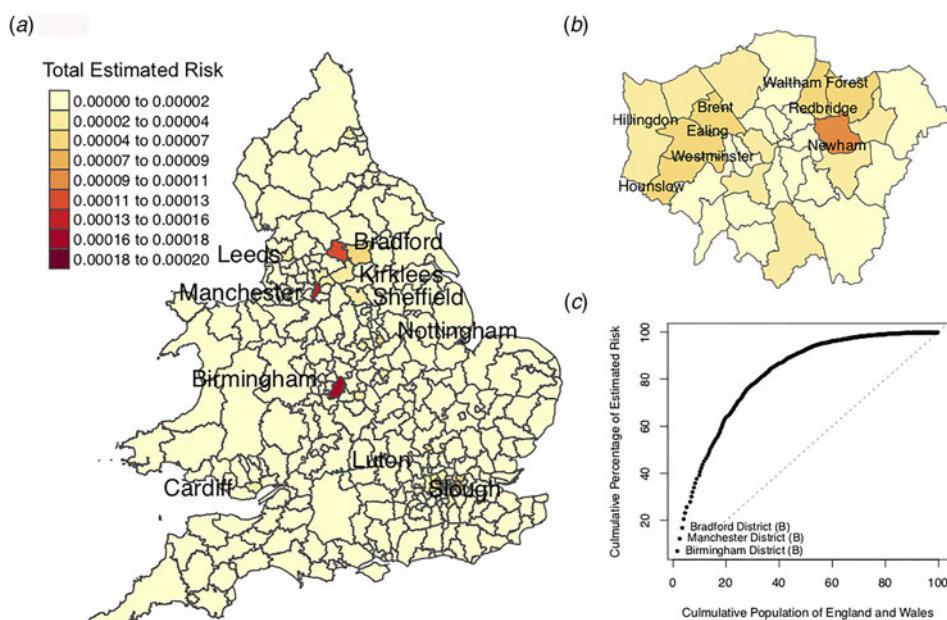 (a)
Total Estimated Risk
0.00000 to 0.00002
0.00002 to 0.00004
0.00004 to 0.00007
0.00007 to 0.00009
0.00009 to 0.00011
0.00011 to 0.00013
0.00013 to 0.00016
0.00016 to 0.00018
0.00018 to 0.00020
Leeds
Bradford
Kirklees
Manchester
Sheffield
Nottingham
Birmingham
Luton
Cardiff
Slough
(b)
Waltham Forest
Brent
Redbridge
Hillingdon
Ealing
Newham
Westminster
Hounslow
(c)
Culmulative Percentage of Estimated Risk
100
80
60
40
20
Bradford District (B)
Manchester District (B)
Birmingham District (B)
0 20 40 60 80 100
Culmulative Population of England and Wales